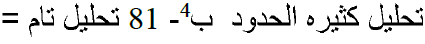 تحليل كثيره الحدود ب⁴- 81 تحليل تام =